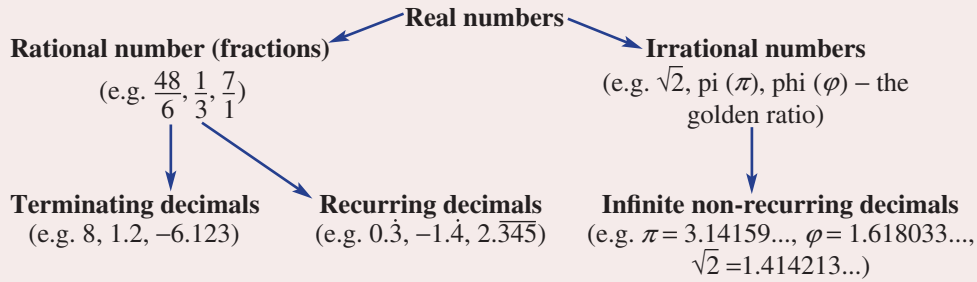 Real numbers
Rational number (fractions)
(e.g. 48/6, 1/3, 7/1)
Irrational numbers
(e.g. √2, pi (π), phi (φ) – the
golden ratio)
Terminating decimals
(e.g. 8, 1.2, −6.123)
Recurring decimals
(e.g. 0.3̇, −1.4̇, 2.3̅4̅5̅)
Infinite non-recurring decimals
(e.g. π = 3.14159..., φ = 1.618033...,
√2 =1.414213...)